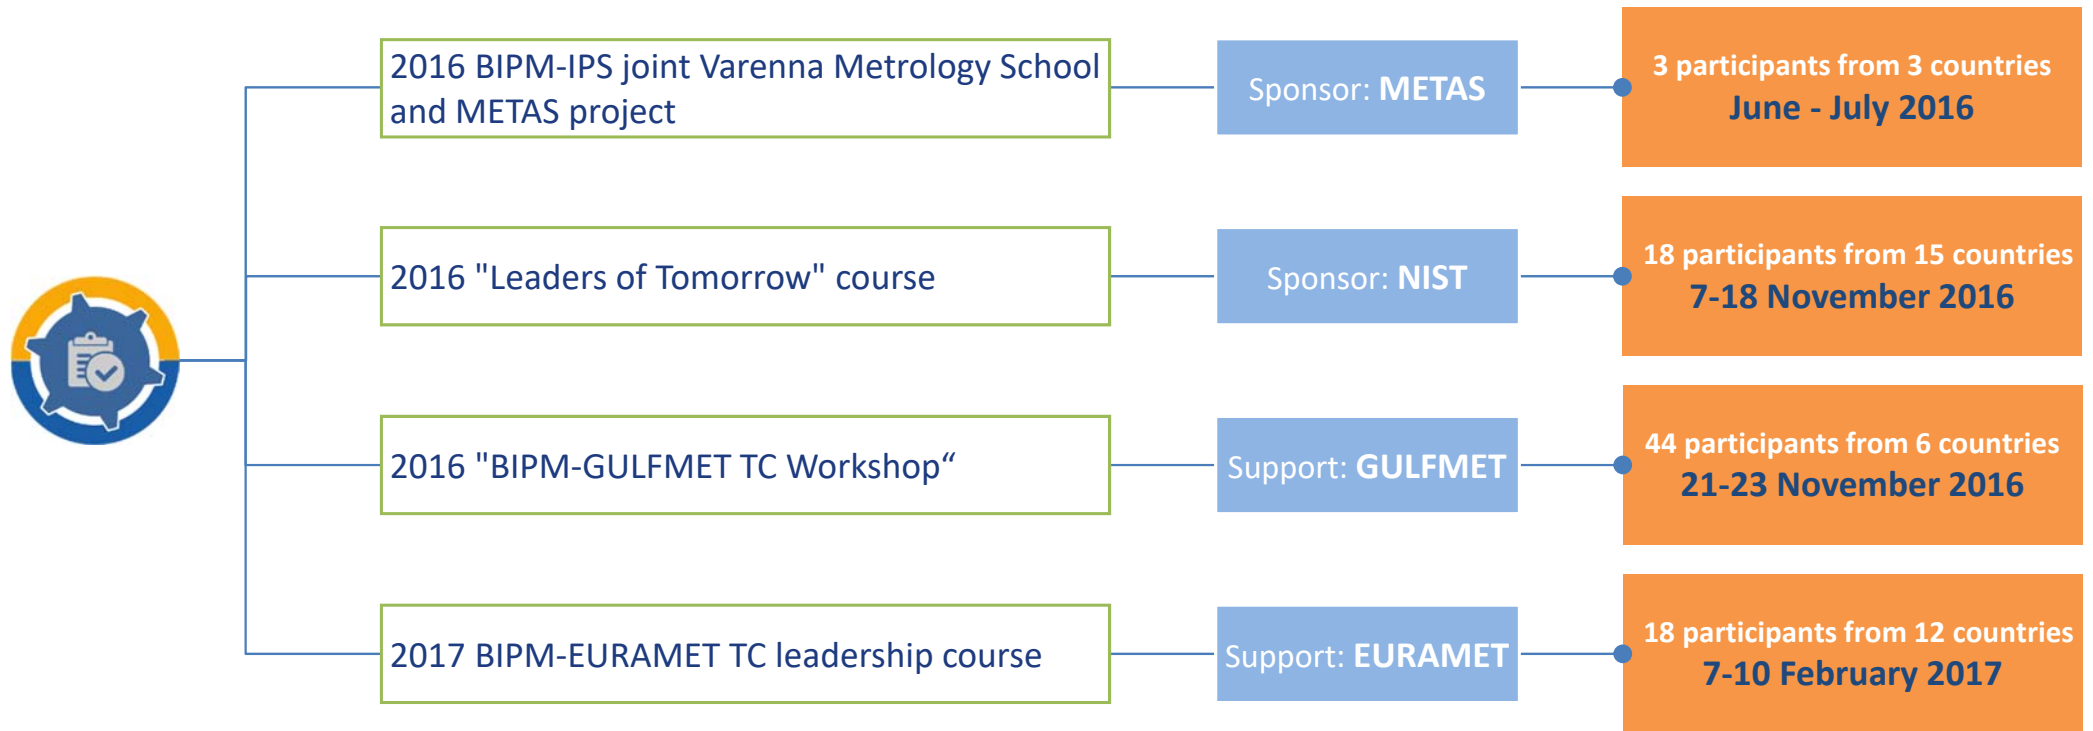 2016 BIPM-IPS joint Varenna Metrology School
and METAS project
Sponsor: METAS
3 participants from 3 countries
June - July 2016
2016 "Leaders of Tomorrow" course
Sponsor: NIST
18 participants from 15 countries
7-18 November 2016
2016 "BIPM-GULFMET TC Workshop“
Support: GULFMET
44 participants from 6 countries
21-23 November 2016
2017 BIPM-EURAMET TC leadership course
Support: EURAMET
18 participants from 12 countries
7-10 February 2017